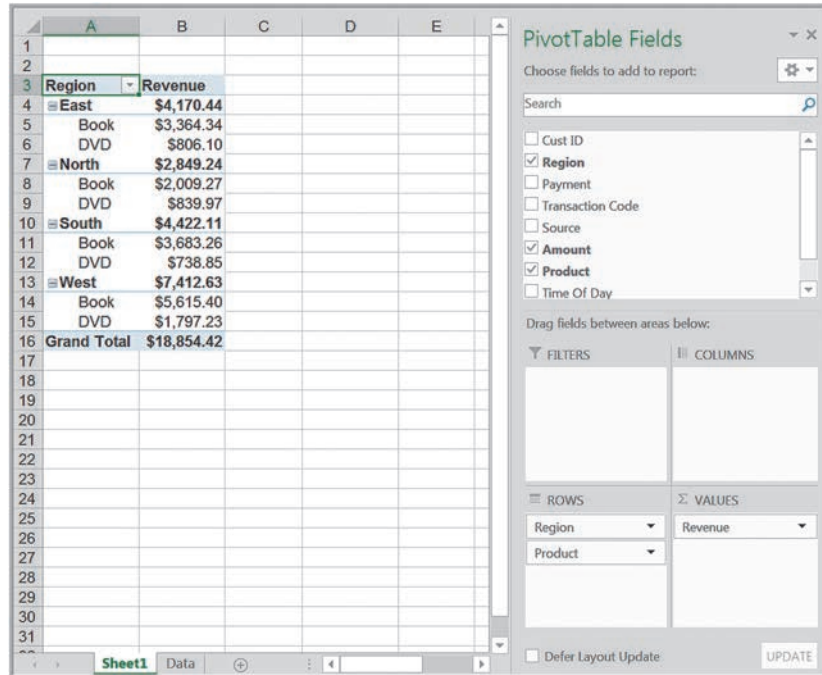 A B C D E
1
2
3 Region Revenue
4 East $4,170.44
5 Book $3,364.34
6 DVD $806.10
7 North $2,849.24
8 Book $2,009.27
9 DVD $839.97
10 South $4,422.11
11 Book $3,683.26
12 DVD $738.85
13 West $7,412.63
14 Book $5,615.40
15 DVD $1,797.23
16 Grand Total $18,854.42
17
18
19
20
21
22
23
24
25
26
27
28
29
30
31
Sheet1 Data
PivotTable Fields
Choose fields to add to report:
Search
Cust ID
Region
Payment
Transaction Code
Source
Amount
Product
Time Of Day
Drag fields between areas below:
FILTERS COLUMNS
ROWS Σ VALUES
Region Revenue
Product
Defer Layout Update UPDATE